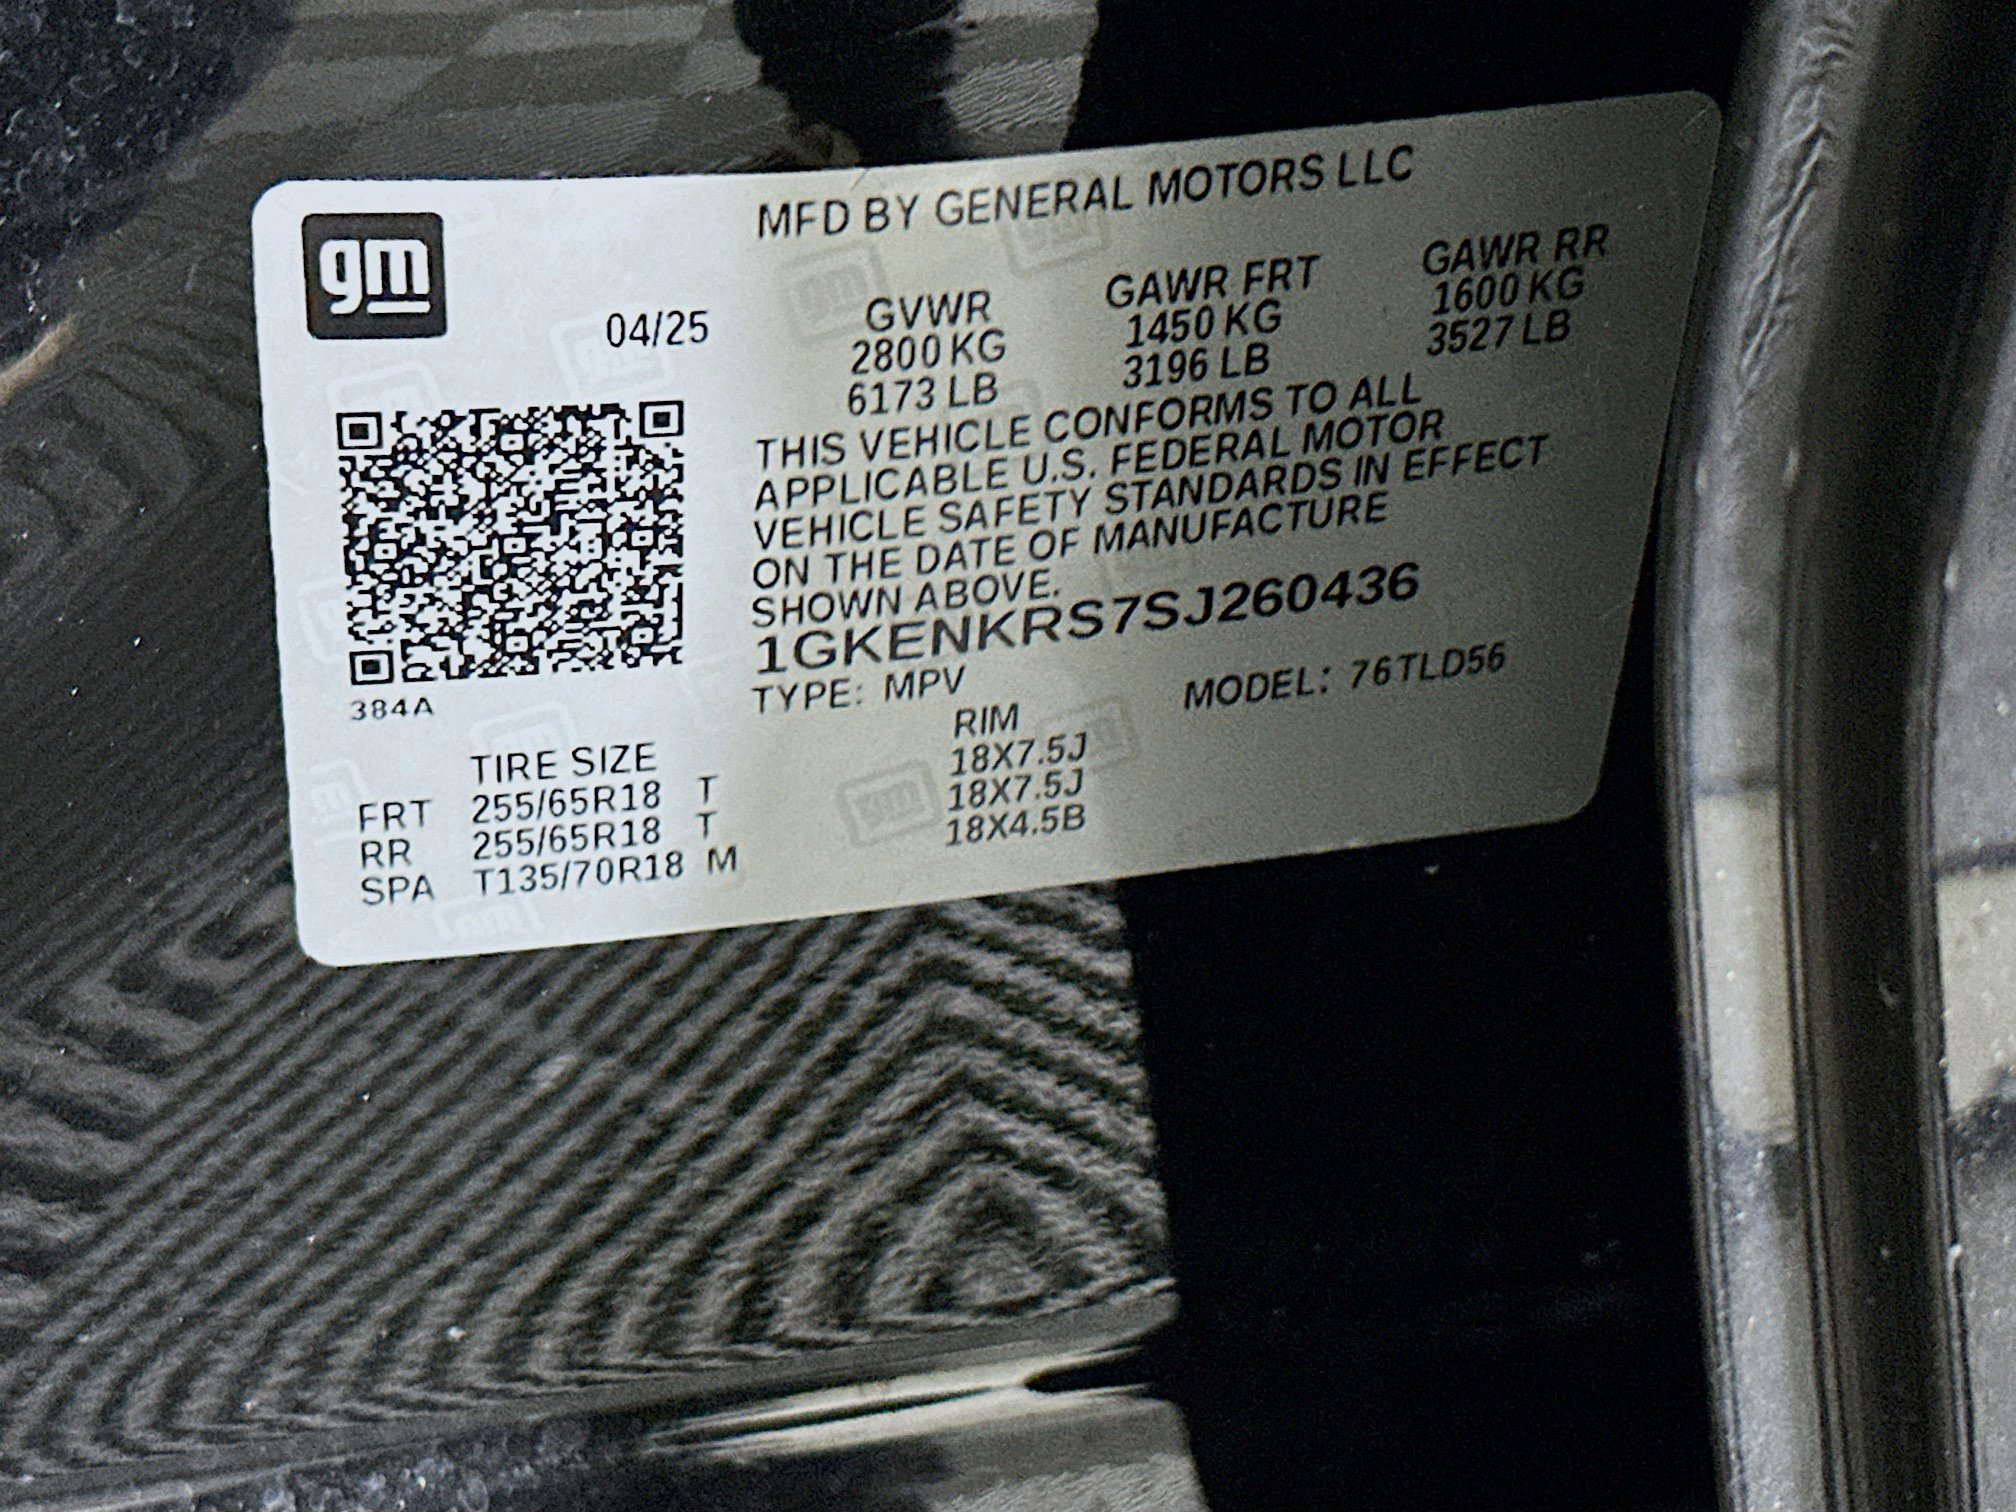 gm
MFD BY GENERAL MOTORS LLC
04/25
GVWR GAWR FRT GAWR RR
2800 KG 1450 KG 1600 KG
6173 LB 3196 LB 3527 LB
THIS VEHICLE CONFORMS TO ALL
APPLICABLE U.S. FEDERAL MOTOR
VEHICLE SAFETY STANDARDS IN EFFECT
ON THE DATE OF MANUFACTURE
SHOWN ABOVE.
1GKENKRS7SJ260436
TYPE: MPV MODEL: 76TLD56
384A
TIRE SIZE RIM
FRT 255/65R18 T 18X7.5J
RR 255/65R18 T 18X7.5J
SPA T135/70R18 M 18X4.5B